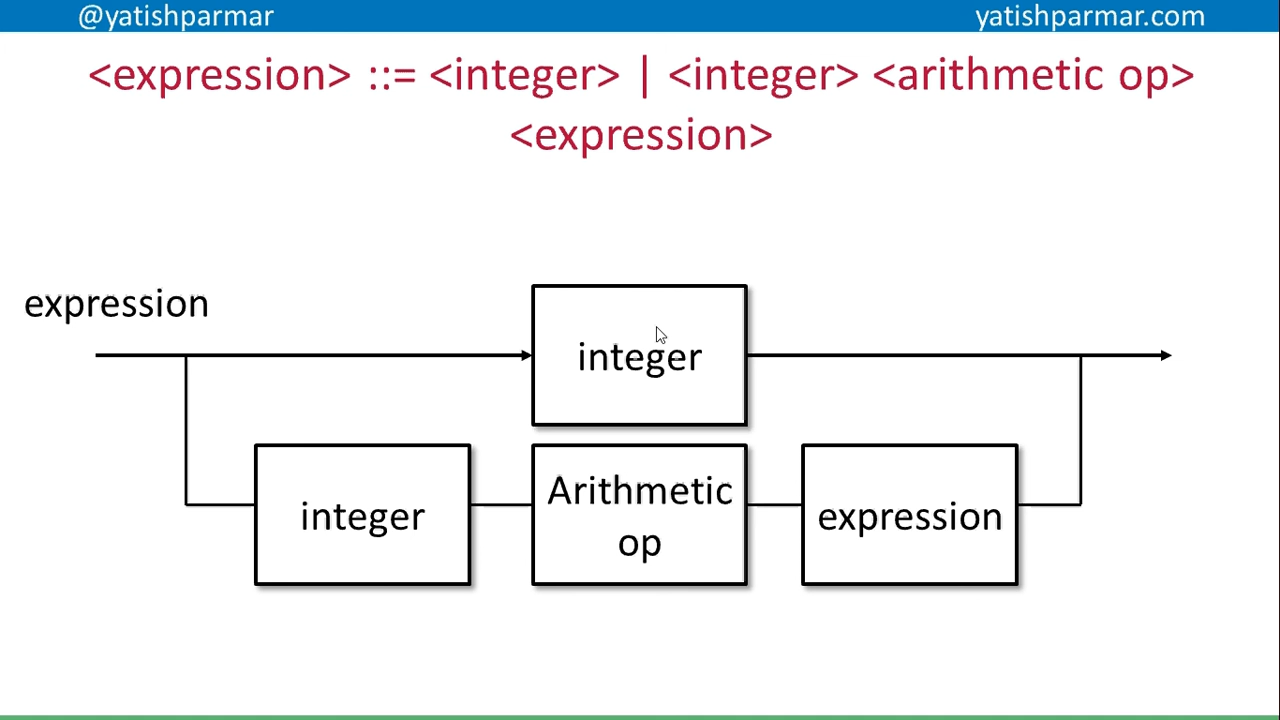 @yatishparmar
yatishparmar.com
<expression> ::= <integer> | <integer> <arithmetic op>
<expression>
expression
integer
integer
Arithmetic
op
expression